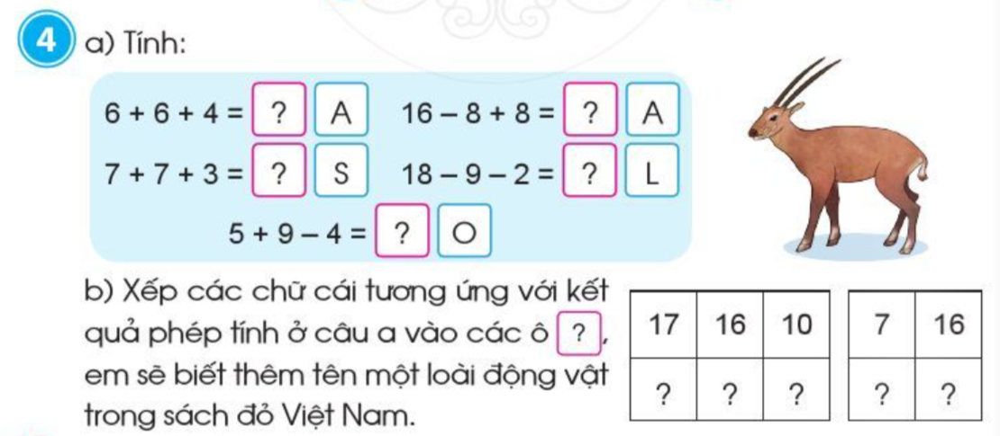 4 a) Tính:
6 + 6 + 4 = ? A 16 – 8 + 8 = ? A
7 + 7 + 3 = ? S 18 – 9 – 2 = ? L
5 + 9 – 4 = ? O
b) Xếp các chữ cái tương ứng với kết
quả phép tính ở câu a vào các ô ? ,
em sẽ biết thêm tên một loài động vật
trong sách đỏ Việt Nam.
17 16 10 7 16
? ? ? ? ?